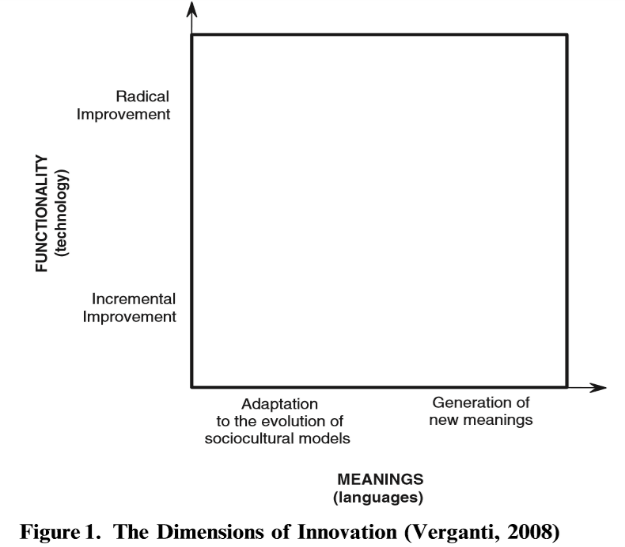 Radical
Improvement
FUNCTIONALITY
(technology)
Incremental
Improvement
Adaptation
to the evolution of
sociocultural models
Generation of
new meanings
MEANINGS
(languages)
Figure 1. The Dimensions of Innovation (Verganti, 2008)